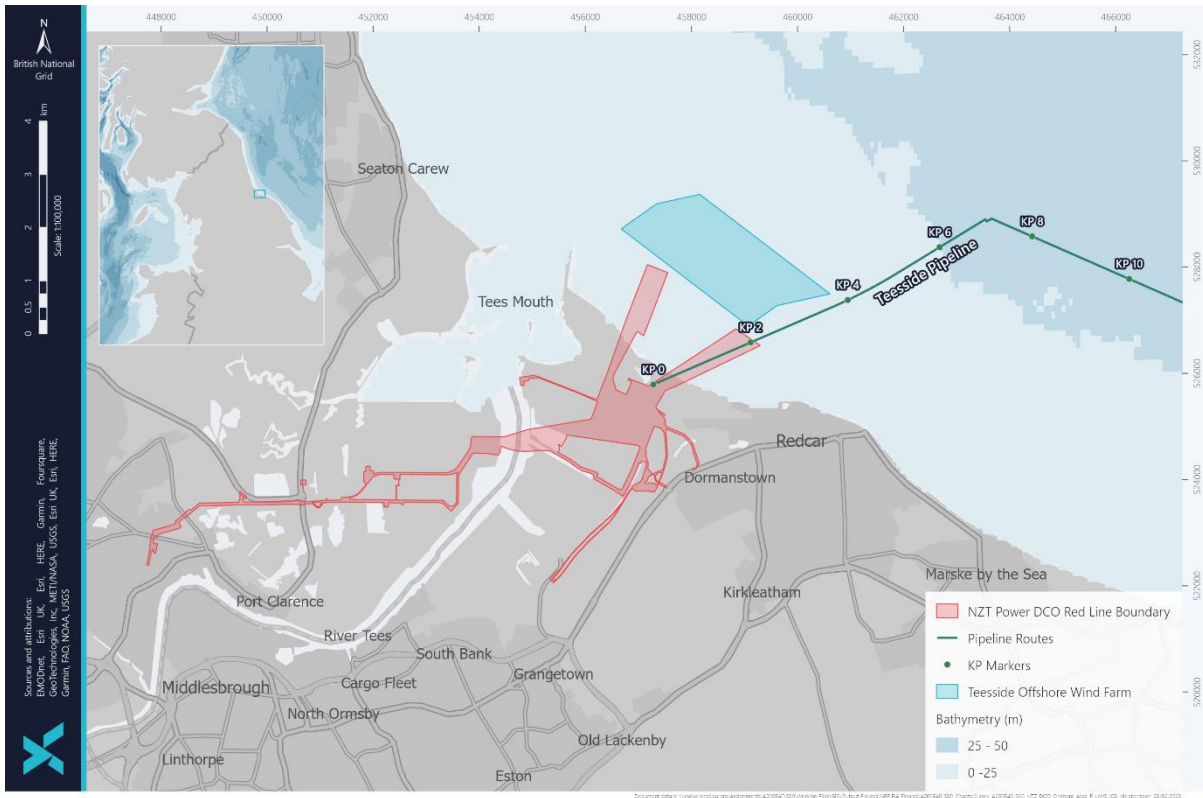 448000
450000
452000
454000
456000
458000
460000
462000
464000
466000
N
British National
Grid
km
4
3
2
1
0.5
0
Scale: 1:100,000
Sources and attributions:
EMODnet, Esri UK, Esri, HERE, Garmin, Foursquare,
GeoTechnologies, Inc, METI/NASA, USGS, Esri UK, Esri, HERE,
Garmin, FAO, NOAA, USGS
532000
530000
528000
526000
524000
522000
520000
Seaton Carew
Tees Mouth
KP 0
KP 2
KP 4
KP 6
KP 8
KP 10
Teesside Pipeline
Redcar
Dormanstown
Marske by the Sea
Kirkleatham
Port Clarence
River Tees
South Bank
Grangetown
Middlesbrough
Cargo Fleet
North Ormsby
Old Lackenby
Linthorpe
Eston
NZT Power DCO Red Line Boundary
Pipeline Routes
KP Markers
Teesside Offshore Wind Farm
Bathymetry (m)
25 - 50
0 -25